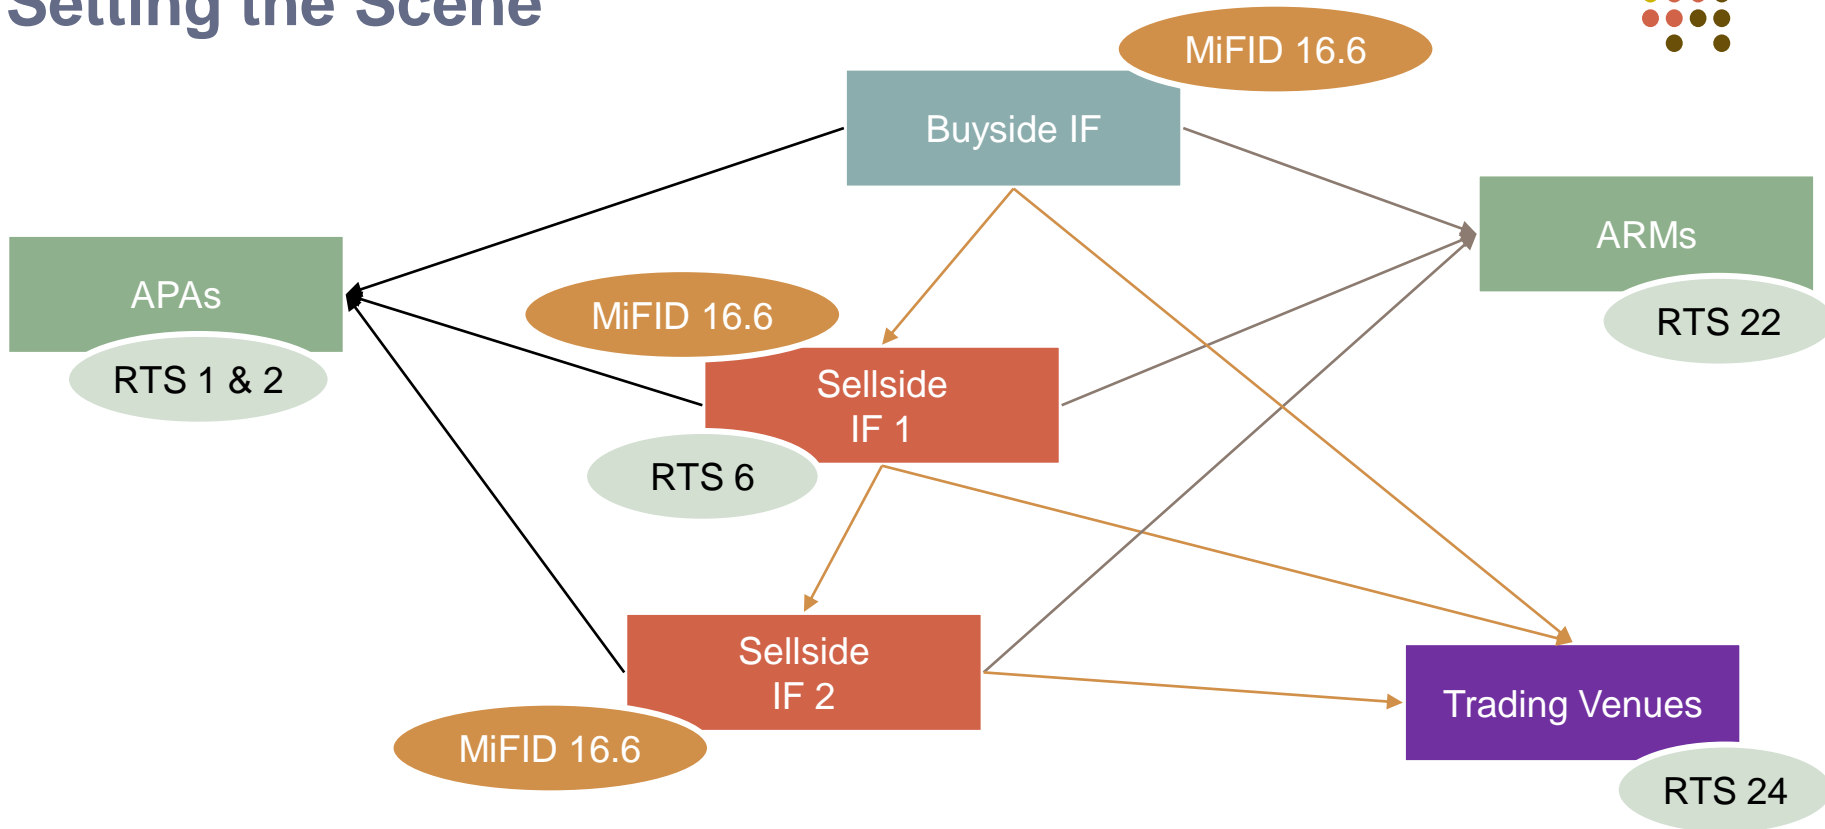 Setting the Scene
MiFID 16.6
Buyside IF
ARMs
APAs
MiFID 16.6
RTS 22
RTS 1 & 2
Sellside
IF 1
RTS 6
Sellside
IF 2
Trading Venues
MiFID 16.6
RTS 24